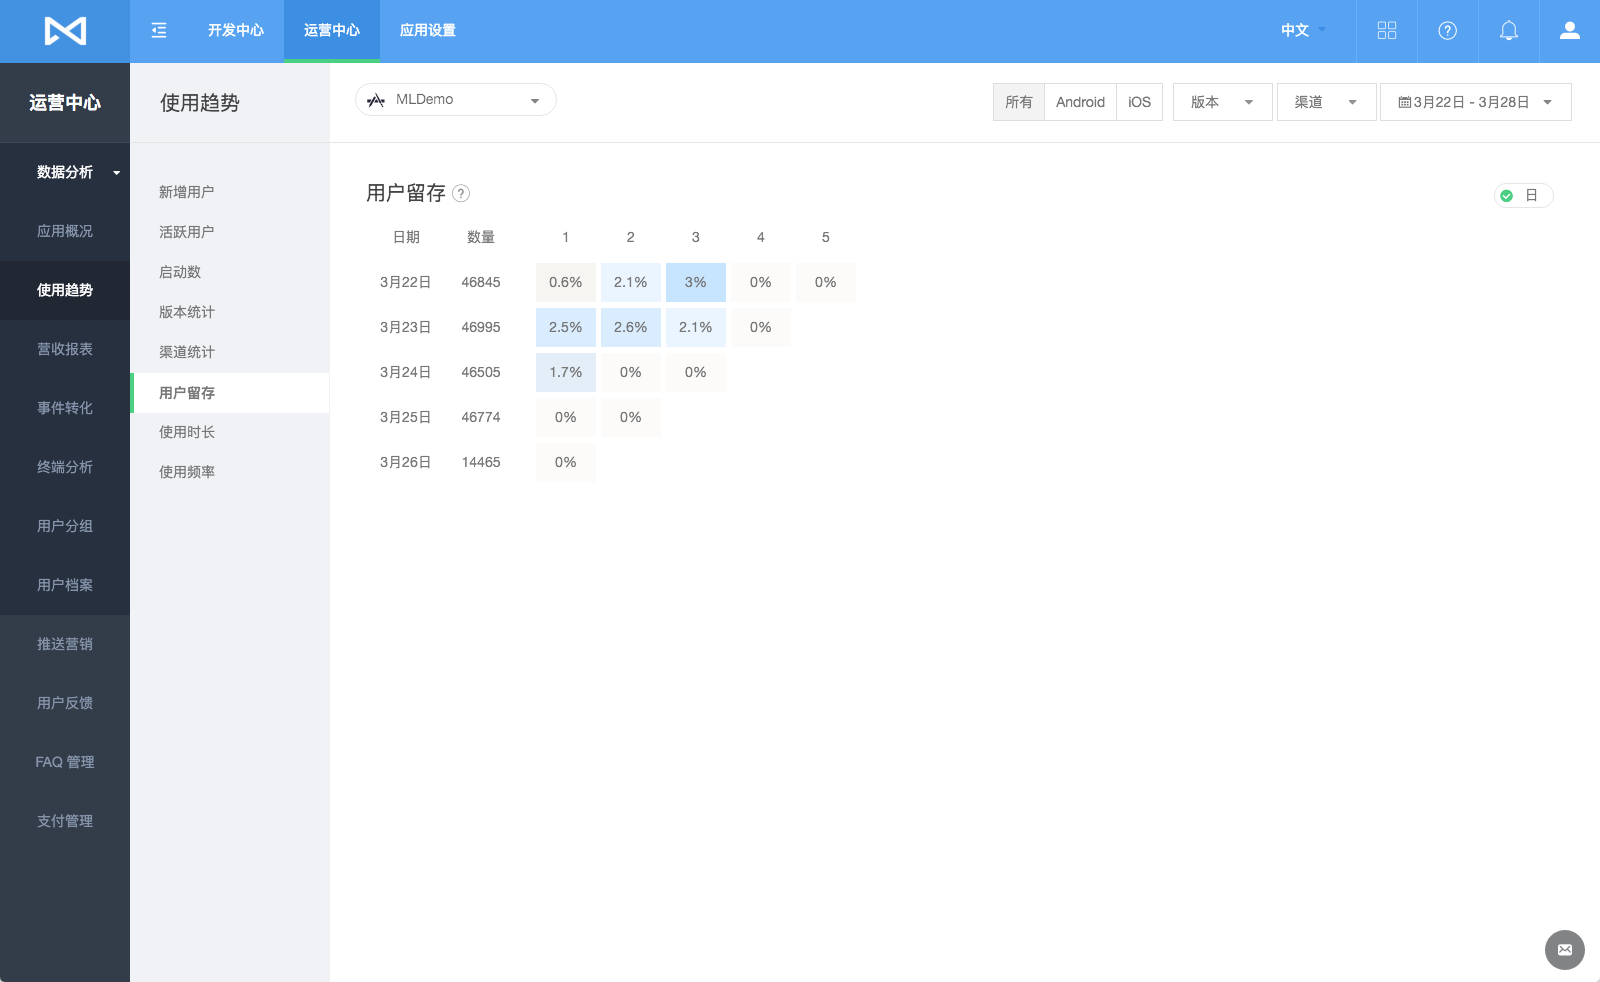 开发中心 运营中心 应用设置 中文
运营中心
数据分析
应用概况
使用趋势
营收报表
事件转化
终端分析
用户分组
用户档案
推送营销
用户反馈
FAQ 管理
支付管理
使用趋势
新增用户
活跃用户
启动数
版本统计
渠道统计
用户留存
使用时长
使用频率
MLDemo 所有 Android iOS 版本 渠道 3月22日 - 3月28日
用户留存 ? 日
日期 数量 1 2 3 4 5
3月22日 46845 0.6% 2.1% 3% 0% 0%
3月23日 46995 2.5% 2.6% 2.1% 0%
3月24日 46505 1.7% 0% 0%
3月25日 46774 0% 0%
3月26日 14465 0%